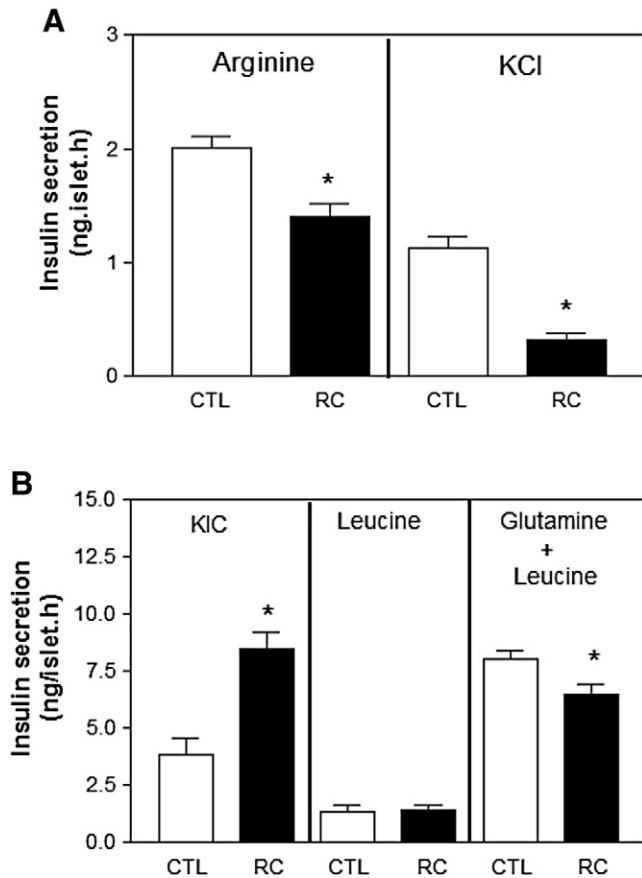 A
Insulin secretion
(ng.islet.h)
3
2
1
0
Arginine
KCl
*
*
CTL
RC
CTL
RC
B
Insulin secretion
(ng/islet.h)
15.0
12.5
10.0
7.5
5.0
2.5
0.0
KIC
Leucine
Glutamine
+
Leucine
*
*
CTL
RC
CTL
RC
CTL
RC